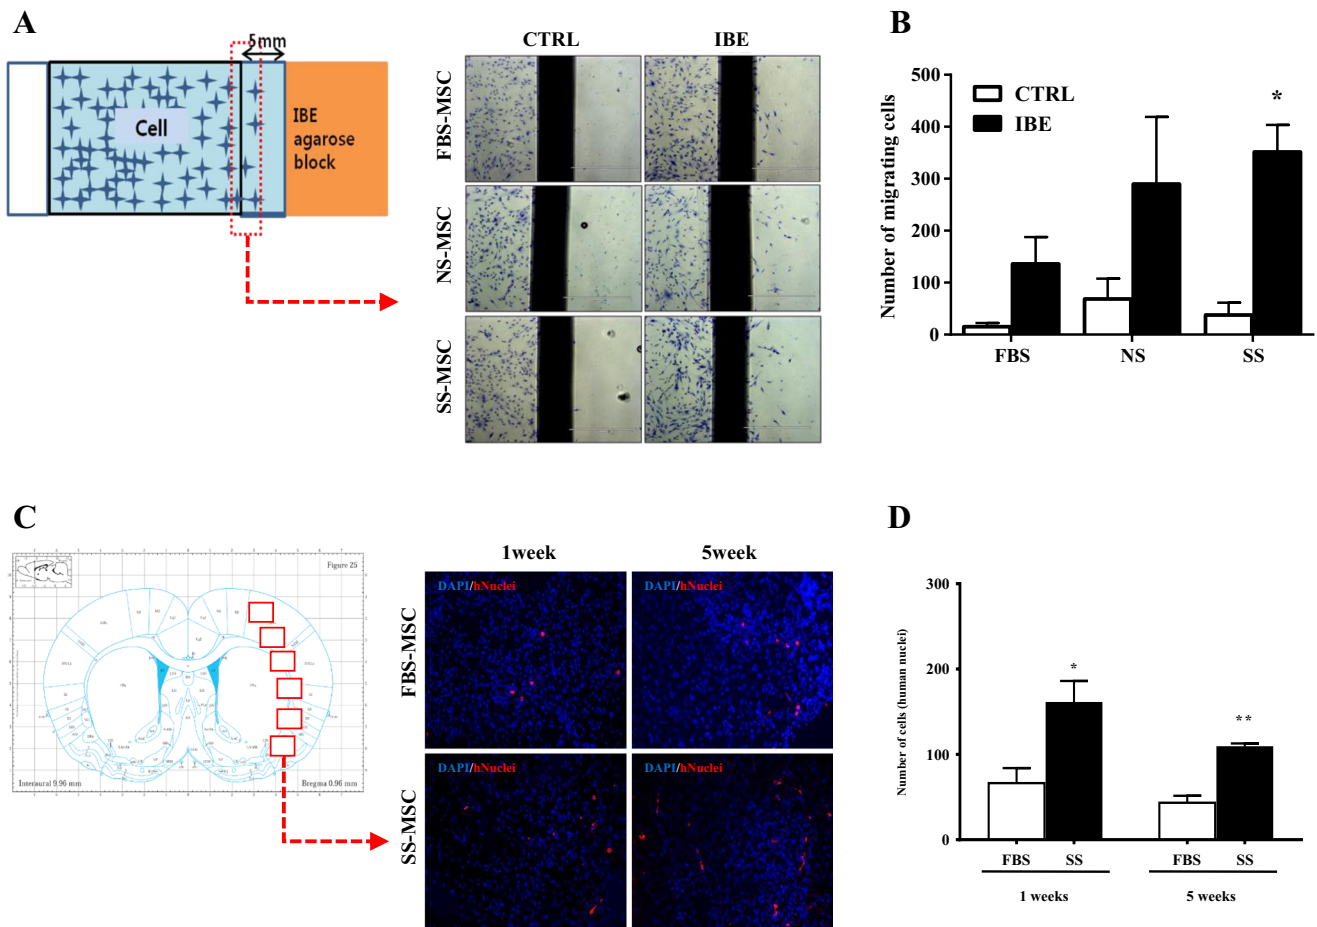 A
5mm
Cell
IBE
agarose
block
CTRL
IBE
FBS-MSC
NS-MSC
SS-MSC
B
500
400
300
200
100
0
Number of migrating cells
CTRL
IBE
*
FBS
NS
SS
C
Figure 25
Interaural 9.96 mm
Bregma 0.96 mm
1week
5week
FBS-MSC
SS-MSC
DAPI/hNuclei
DAPI/hNuclei
DAPI/hNuclei
DAPI/hNuclei
D
300
200
100
0
Number of cells (human nuclei)
*
**
FBS
SS
FBS
SS
1 weeks
5 weeks